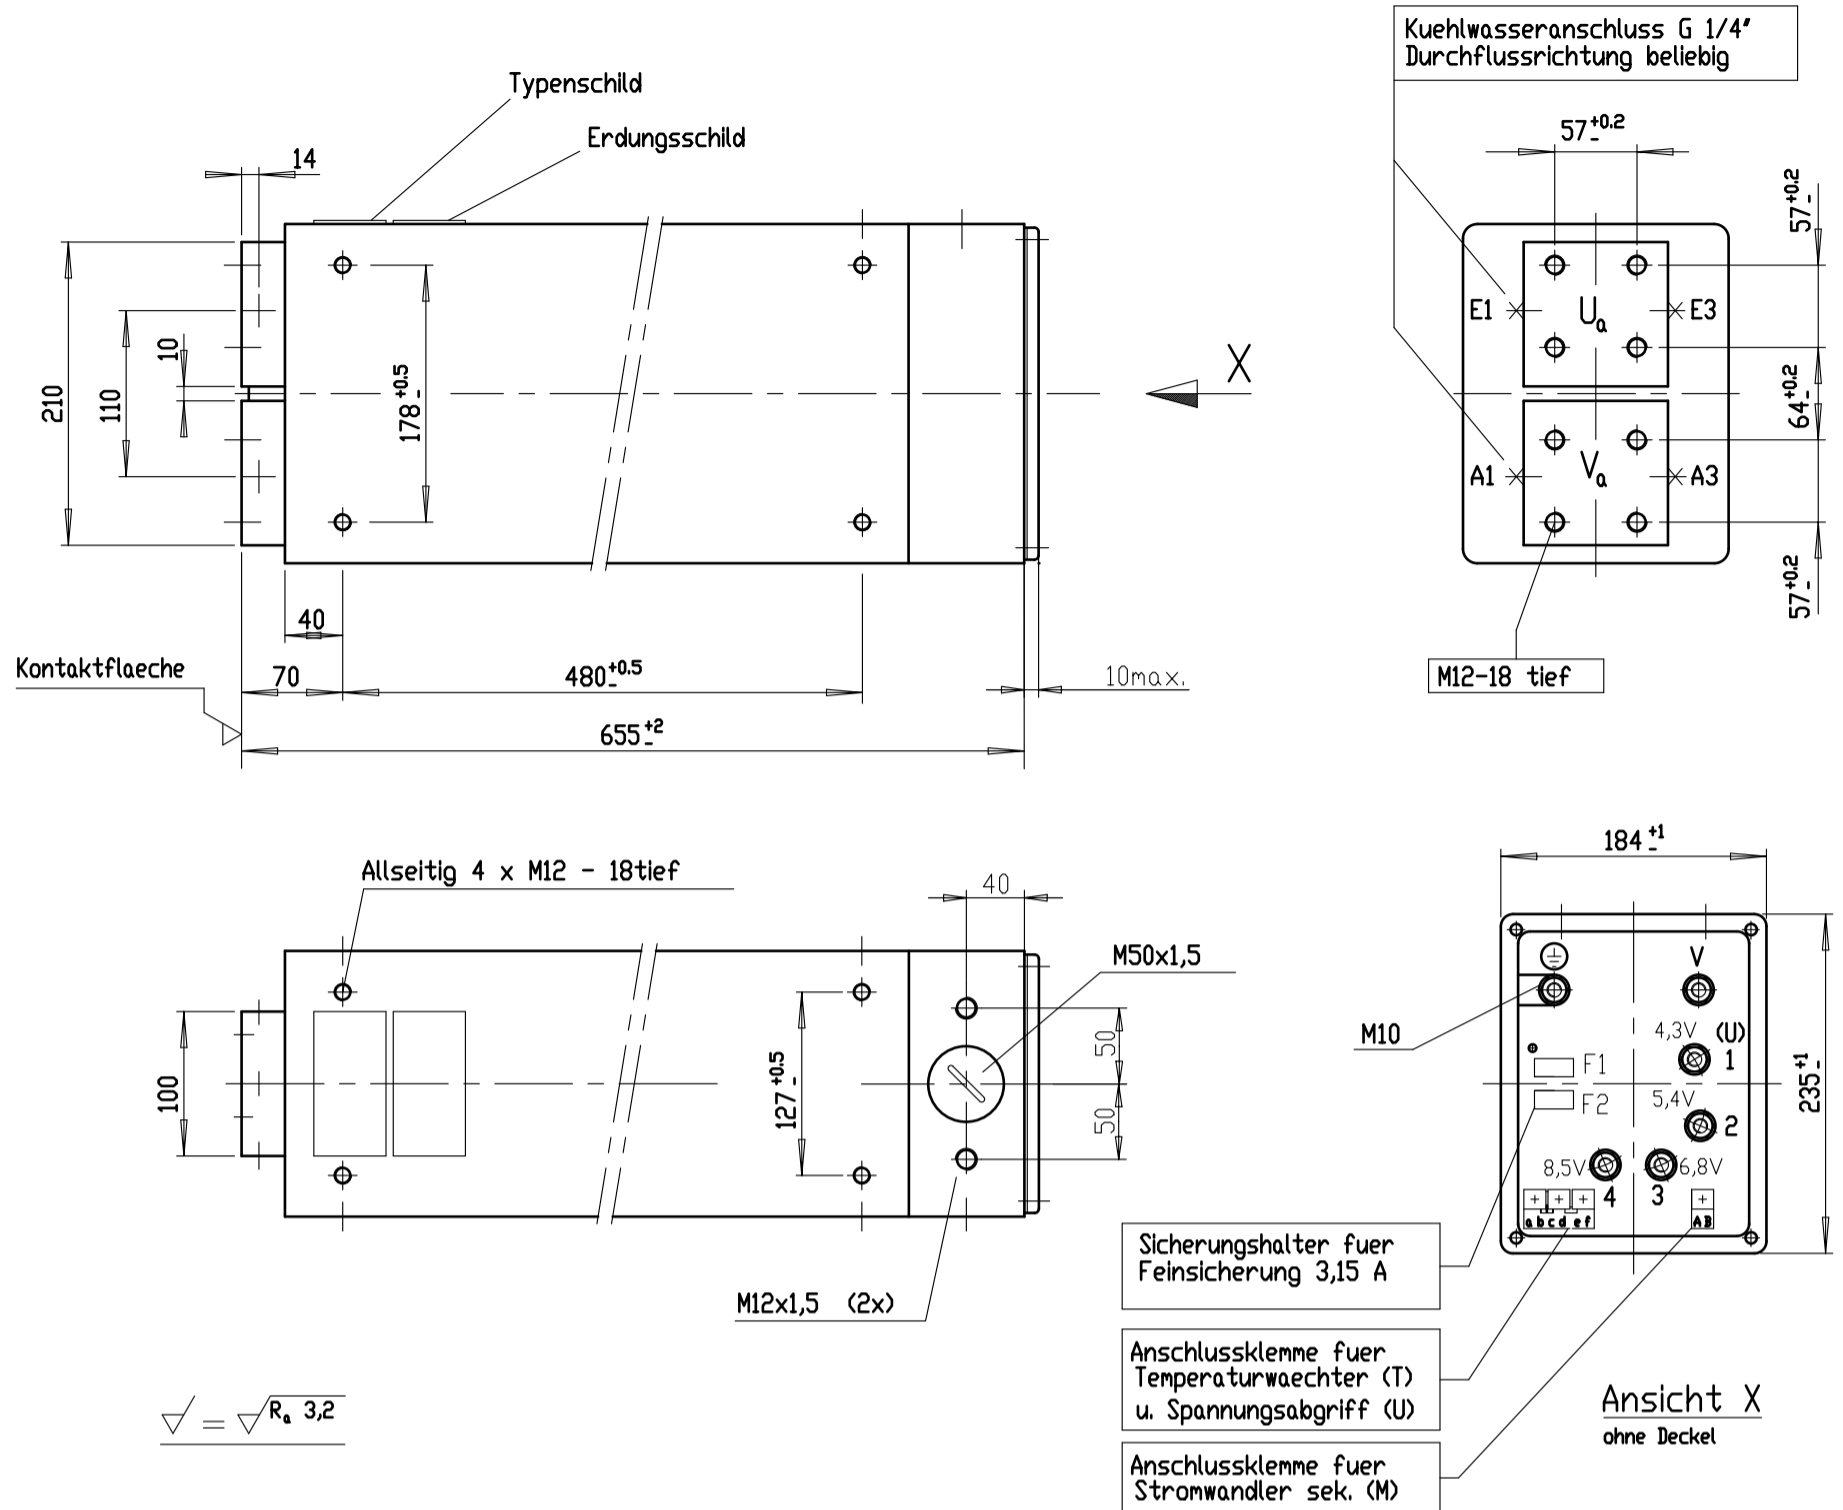 Kuehlwasseranschluss G 1/4"
Durchflussrichtung beliebig
Typenschild
Erdungsschild
14
57 +0.2 -
57 +0.2 -
E1
U a
E3
10
210
110
178 +0.5 -
X
64 +0.2 -
A1
V a
A3
57 +0.2 -
40
Kontaktflaeche
70
480 +0.5 -
10max.
M12-18 tief
655 +2 -
184 +1 -
Allseitig 4 x M12 - 18tief
40
M50x1,5
V
M10
4,3V (U)
1
F1
50
100
127 +0.5 -
235 +1 -
5,4V
F2
50
2
8,5V
6,8V
4
3
a b c d e f
A B
Sicherungshalter fuer
Feinsicherung 3,15 A
M12x1,5 (2x)
Anschlussklemme fuer
Temperaturwaechter (T)
u. Spannungsabgriff (U)
Ansicht X
ohne Deckel
= Ra 3,2
Anschlussklemme fuer
Stromwandler sek. (M)